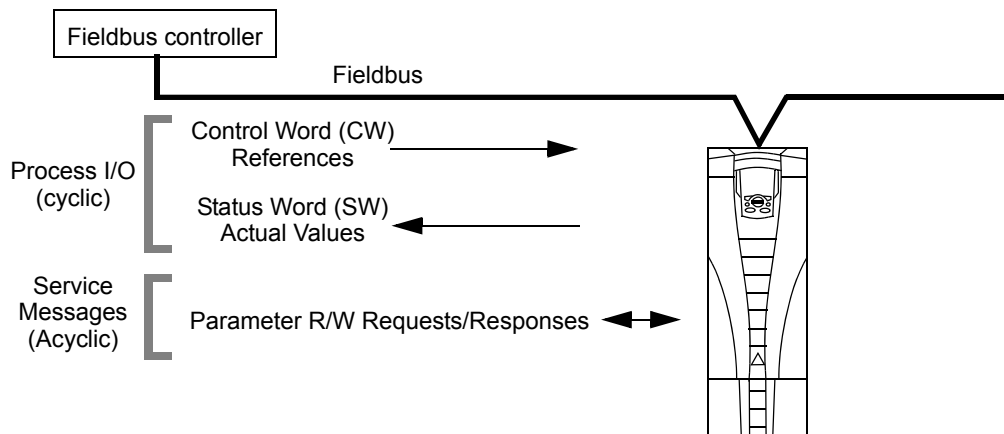 Fieldbus controller
Fieldbus
Control Word (CW)
References
Process I/O
(cyclic)
Status Word (SW)
Actual Values
Service
Messages
(Acyclic)
Parameter R/W Requests/Responses